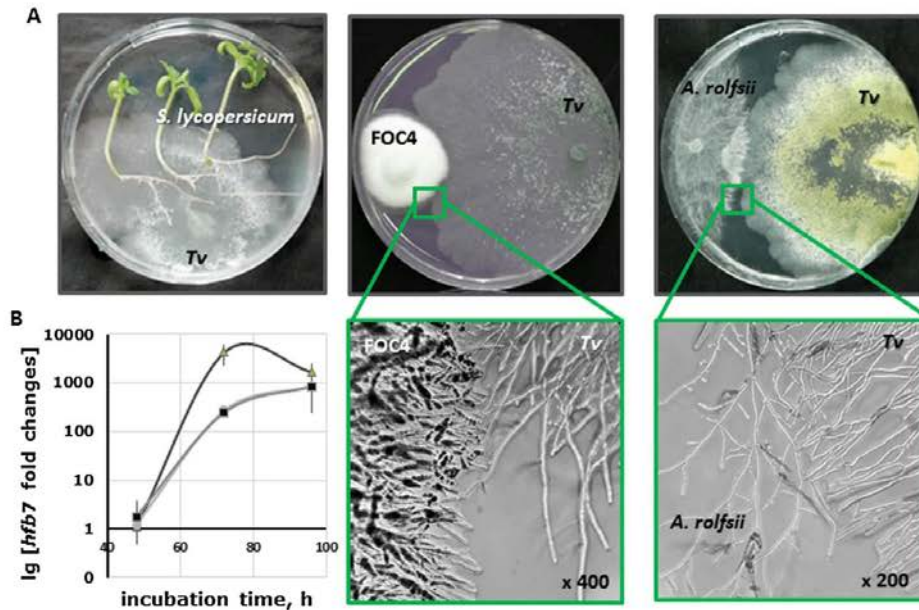 A
S. lycopersicum
Tv
FOC4
Tv
A. rolfsii
Tv
B
lg [hfb7 fold changes]
10000
1000
100
10
1
0
40
60
80
100
incubation time, h
FOC4
Tv
x 400
Tv
A. rolfsii
x 200